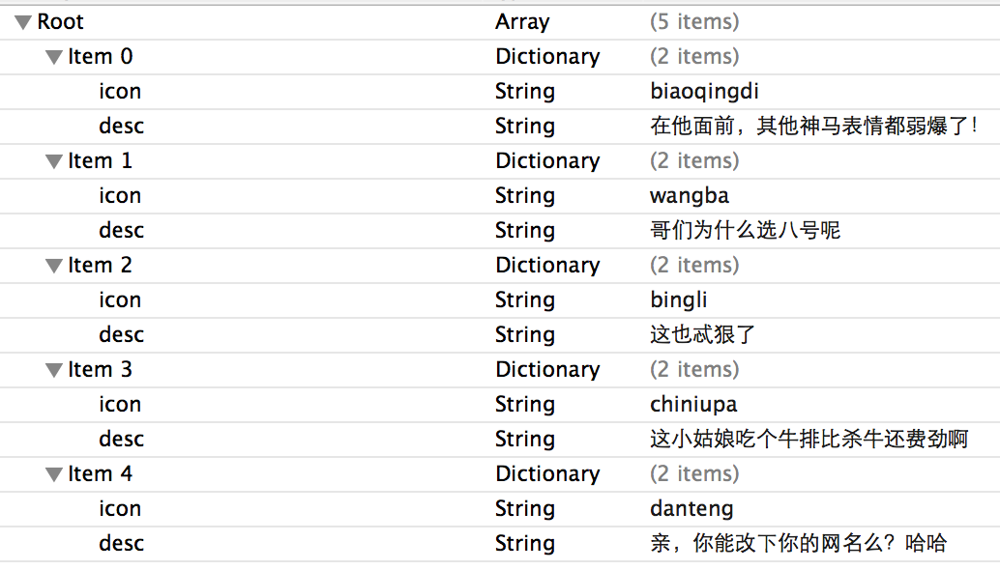 Root Array (5 items)
Item 0 Dictionary (2 items)
icon String biaoqingdi
desc String 在他面前，其他神马表情都弱爆了！
Item 1 Dictionary (2 items)
icon String wangba
desc String 哥们为什么选八号呢
Item 2 Dictionary (2 items)
icon String bingli
desc String 这也忒狠了
Item 3 Dictionary (2 items)
icon String chiniupa
desc String 这小姑娘吃个牛排比杀牛还费劲啊
Item 4 Dictionary (2 items)
icon String danteng
desc String 亲，你能改下你的网名么？哈哈